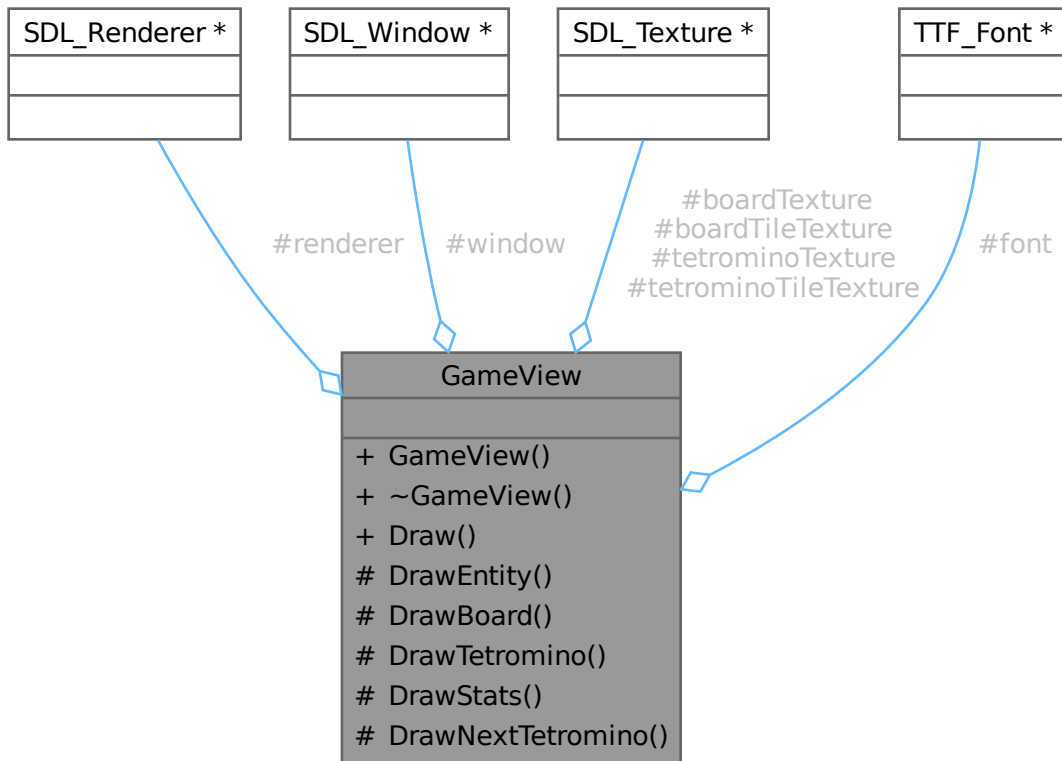 SDL_Renderer *
SDL_Window *
SDL_Texture *
TTF_Font *
#boardTexture
#boardTileTexture
#tetrominoTexture
#tetrominoTileTexture
#renderer
#window
#font
GameView
+ GameView()
+ ~GameView()
+ Draw()
# DrawEntity()
# DrawBoard()
# DrawTetromino()
# DrawStats()
# DrawNextTetromino()